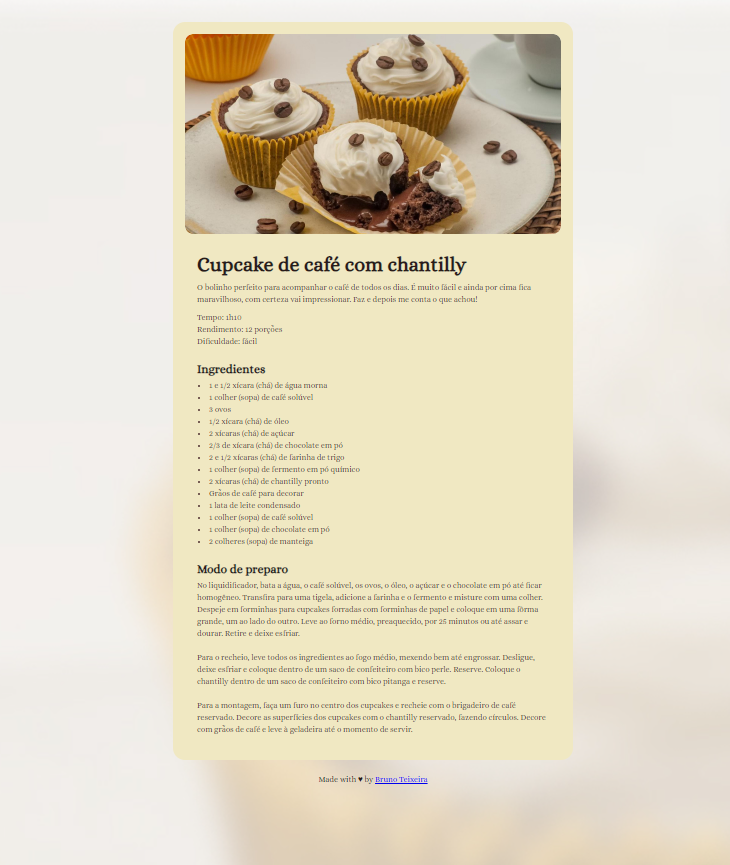 Cupcake de café com chantilly
O bolinho perfeito para acompanhar o café de todos os dias. É muito fácil e ainda por cima fica
maravilhoso, com certeza vai impressionar. Faz e depois me conta o que achou!
Tempo: 1h10
Rendimento: 12 porções
Dificuldade: fácil
Ingredientes
• 1 e 1/2 xícara (chá) de água morna
• 1 colher (sopa) de café solúvel
• 3 ovos
• 1/2 xícara (chá) de óleo
• 2 xícaras (chá) de açúcar
• 2/3 de xícara (chá) de chocolate em pó
• 2 e 1/2 xícaras (chá) de farinha de trigo
• 1 colher (sopa) de fermento em pó químico
• 2 xícaras (chá) de chantilly pronto
• Grãos de café para decorar
• 1 lata de leite condensado
• 1 colher (sopa) de café solúvel
• 1 colher (sopa) de chocolate em pó
• 2 colheres (sopa) de manteiga
Modo de preparo
No liquidificador, bata a água, o café solúvel, os ovos, o óleo, o açúcar e o chocolate em pó até ficar
homogêneo. Transfira para uma tigela, adicione a farinha e o fermento e misture com uma colher.
Despeje em forminhas para cupcakes forradas com forminhas de papel e coloque em uma fôrma
grande, um ao lado do outro. Leve ao forno médio, preaquecido, por 25 minutos ou até assar e
dourar. Retire e deixe esfriar.
Para o recheio, leve todos os ingredientes ao fogo médio, mexendo bem até engrossar. Desligue,
deixe esfriar e coloque dentro de um saco de confeiteiro com bico perle. Reserve. Coloque o
chantilly dentro de um saco de confeiteiro com bico pitanga e reserve.
Para a montagem, faça um furo no centro dos cupcakes e recheie com o brigadeiro de café
reservado. Decore as superfícies dos cupcakes com o chantilly reservado, fazendo círculos. Decore
com grãos de café e leve à geladeira até o momento de servir.
Made with ♥ by Bruno Teixeira